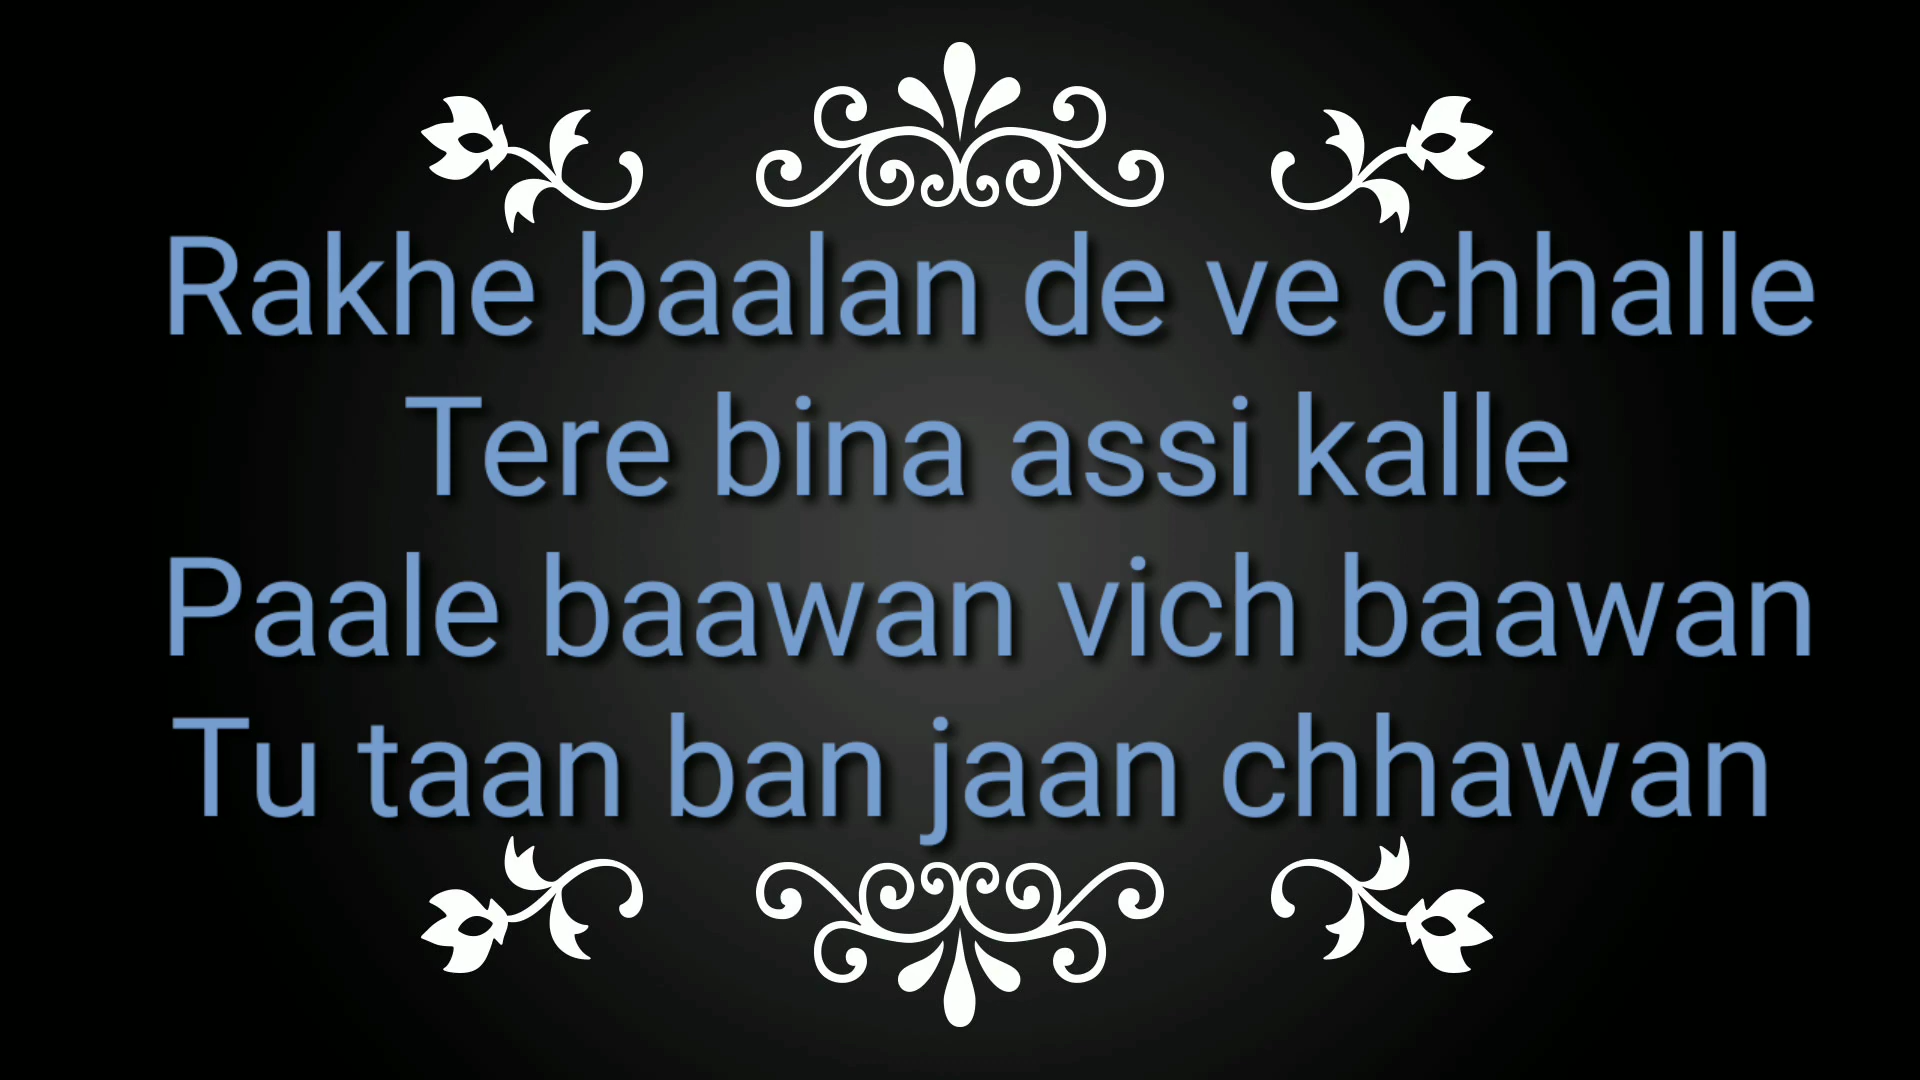 Rakhe baalan de ve chhalle
Tere bina assi kalle
Paale baawan vich baawan
Tu taan ban jaan chhawan